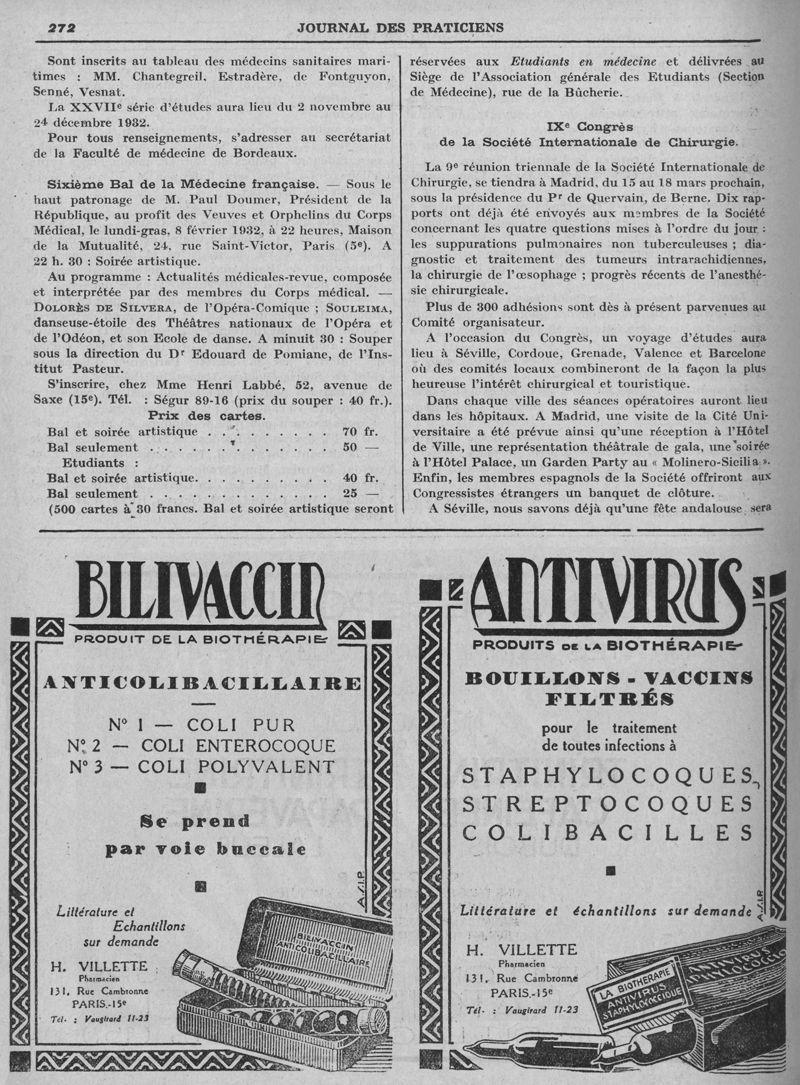 272
JOURNAL DES PRATICIENS
Sont inscrits au tableau des médecins sanitaires mari-
times : MM. Chantegreil, Estradère, de Fontguyon,
Senné, Vesnat.
La XXVIIe série d'études aura lieu du 2 novembre au
24 décembre 1932.
Pour tous renseignements, s'adresser au secrétariat
de la Faculté de médecine de Bordeaux.
Sixième Bal de la Médecine française. — Sous le
haut patronage de M. Paul Doumer, Président de la
République, au profit des Veuves et Orphelins du Corps
Médical, le lundi-gras, 8 février 1932, à 22 heures, Maison
de la Mutualité, 24, rue Saint-Victor, Paris (5e). A
22 h. 30 : Soirée artistique.
Au programme : Actualités médicales-revue, composée
et interprétée par des membres du Corps médical. —
DOLORÈS DE SILVERA, de l'Opéra-Comique ; SOULEIMA,
danseuse-étoile des Théâtres nationaux de l'Opéra et
de l'Odéon, et son Ecole de danse. A minuit 30 : Souper
sous la direction du Dr Edouard de Pomiane, de l'Ins-
titut Pasteur.
S'inscrire, chez Mme Henri Labbé, 52, avenue de
Saxe (15e). Tél. : Ségur 89-16 (prix du souper : 40 fr.).
Prix des cartes.
Bal et soirée artistique . . . . . . . . . 70 fr.
Bal seulement . . . . . . . . . . . . . 50 —
Etudiants :
Bal et soirée artistique. . . . . . . . . . 40 fr.
Bal seulement . . . . . . . . . . . . . 25 —
(500 cartes à 30 francs. Bal et soirée artistique seront
réservées aux Etudiants en médecine et délivrées au
Siège de l'Association générale des Etudiants (Section
de Médecine), rue de la Bûcherie.
IXe Congrès
de la Société Internationale de Chirurgie.
La 9e réunion triennale de la Société Internationale de
Chirurgie, se tiendra à Madrid, du 15 au 18 mars prochain,
sous la présidence du Pr de Quervain, de Berne. Dix rap-
ports ont déjà été envoyés aux membres de la Société
concernant les quatre questions mises à l'ordre du jour :
les suppurations pulmonaires non tuberculeuses ; dia-
gnostic et traitement des tumeurs intrarachidiennes,
la chirurgie de l'œsophage ; progrès récents de l'anesthé-
sie chirurgicale.
Plus de 300 adhésions sont dès à présent parvenues au
Comité organisateur.
A l'occasion du Congrès, un voyage d'études aura
lieu à Séville, Cordoue, Grenade, Valence et Barcelone
où des comités locaux combineront de la façon la plus
heureuse l'intérêt chirurgical et touristique.
Dans chaque ville des séances opératoires auront lieu
dans les hôpitaux. A Madrid, une visite de la Cité Uni-
versitaire a été prévue ainsi qu'une réception à l'Hôtel
de Ville, une représentation théâtrale de gala, une soirée
à l'Hôtel Palace, un Garden Party au « Molinero-Sicilia ».
Enfin, les membres espagnols de la Société offriront aux
Congressistes étrangers un banquet de clôture.
A Séville, nous savons déjà qu'une fête andalouse sera
BILIVACCIN
PRODUIT DE LA BIOTHÉRAPIE
ANTICOLIBACILLAIRE
N° 1 — COLI PUR
N° 2 — COLI ENTEROCOQUE
N° 3 — COLI POLYVALENT
Se prend
par voie buccale
A.S.I.P.
Littérature et
Echantillons
sur demande
H. VILLETTE
Pharmacien
131, Rue Cambronne
PARIS.-15e
Tél. : Vaugirard 11-23
BILIVACCIN
ANTICOLIBACILLAIRE
ANTIVIRUS
PRODUITS DE LA BIOTHÉRAPIE
BOUILLONS - VACCINS
FILTRÉS
pour le traitement
de toutes infections à
STAPHYLOCOQUES
STREPTOCOQUES
COLIBACILLES
Littérature et échantillons sur demande
H. VILLETTE
Pharmacien
131, Rue Cambronne
PARIS.-15e
Tél. : Vaugirard 11-23
LA BIOTHERAPIE
ANTIVIRUS
STAPHYLOCOCCIQUE